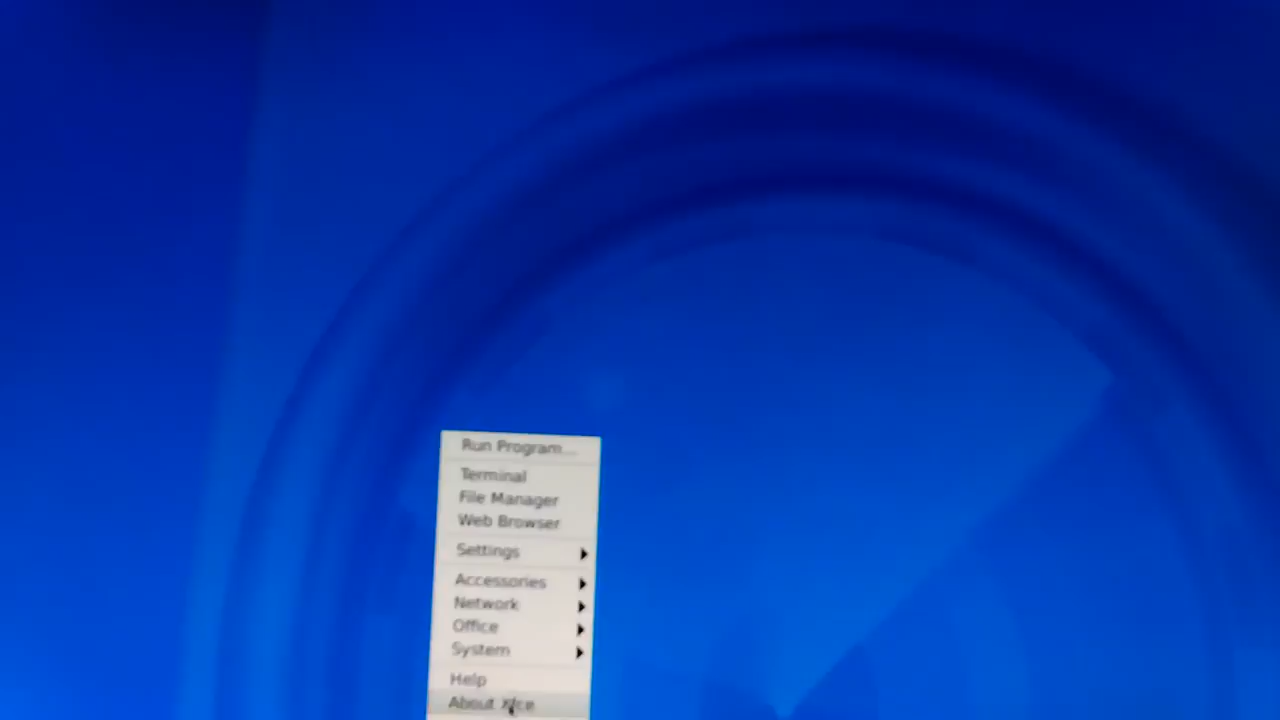 Run Program...
Terminal
File Manager
Web Browser
Settings
Accessories
Network
Office
System
Help
About Xfce